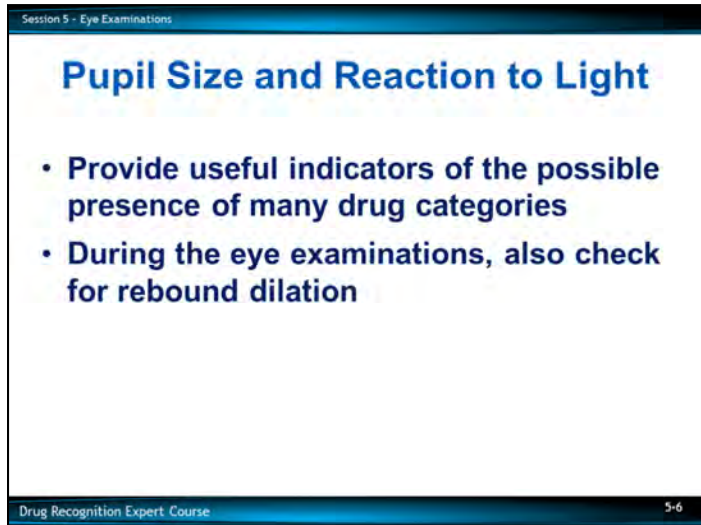 Session 5 - Eye Examinations
Pupil Size and Reaction to Light
• Provide useful indicators of the possible
presence of many drug categories
• During the eye examinations, also check
for rebound dilation
Drug Recognition Expert Course
5-6